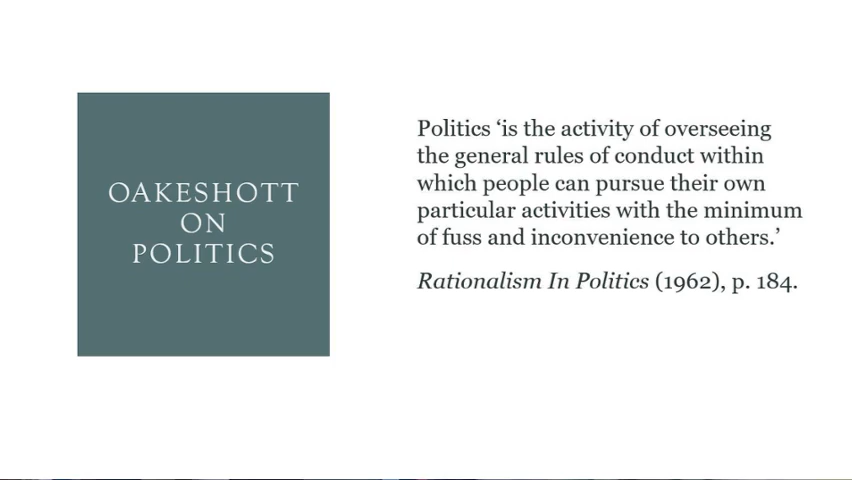 OAKESHOTT
ON
POLITICS
Politics ‘is the activity of overseeing
the general rules of conduct within
which people can pursue their own
particular activities with the minimum
of fuss and inconvenience to others.’
Rationalism In Politics (1962), p. 184.